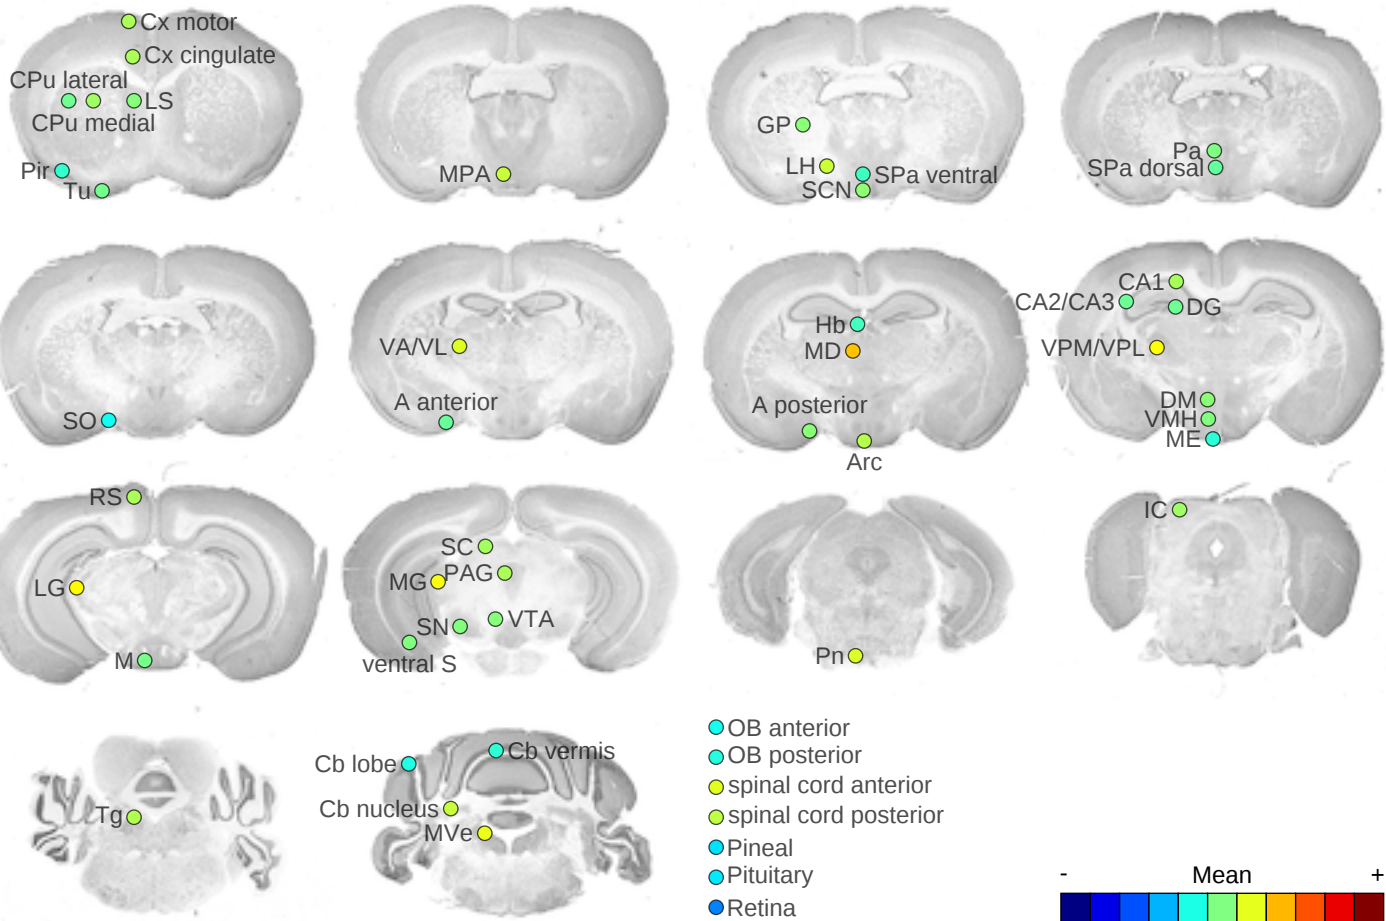 Cx motor
Cx cingulate
CPu lateral
LS
CPu medial
Pir
Tu
MPA
GP
LH
SPa ventral
SCN
Pa
SPa dorsal
SO
VA/VL
A anterior
Hb
MD
A posterior
Arc
CA1
CA2/CA3
DG
VPM/VPL
DM
VMH
ME
RS
LG
M
SC
MG
PAG
SN
VTA
ventral S
Pn
IC
Tg
Cb lobe
Cb vermis
Cb nucleus
MVe
OB anterior
OB posterior
spinal cord anterior
spinal cord posterior
Pineal
Pituitary
Retina
- Mean +